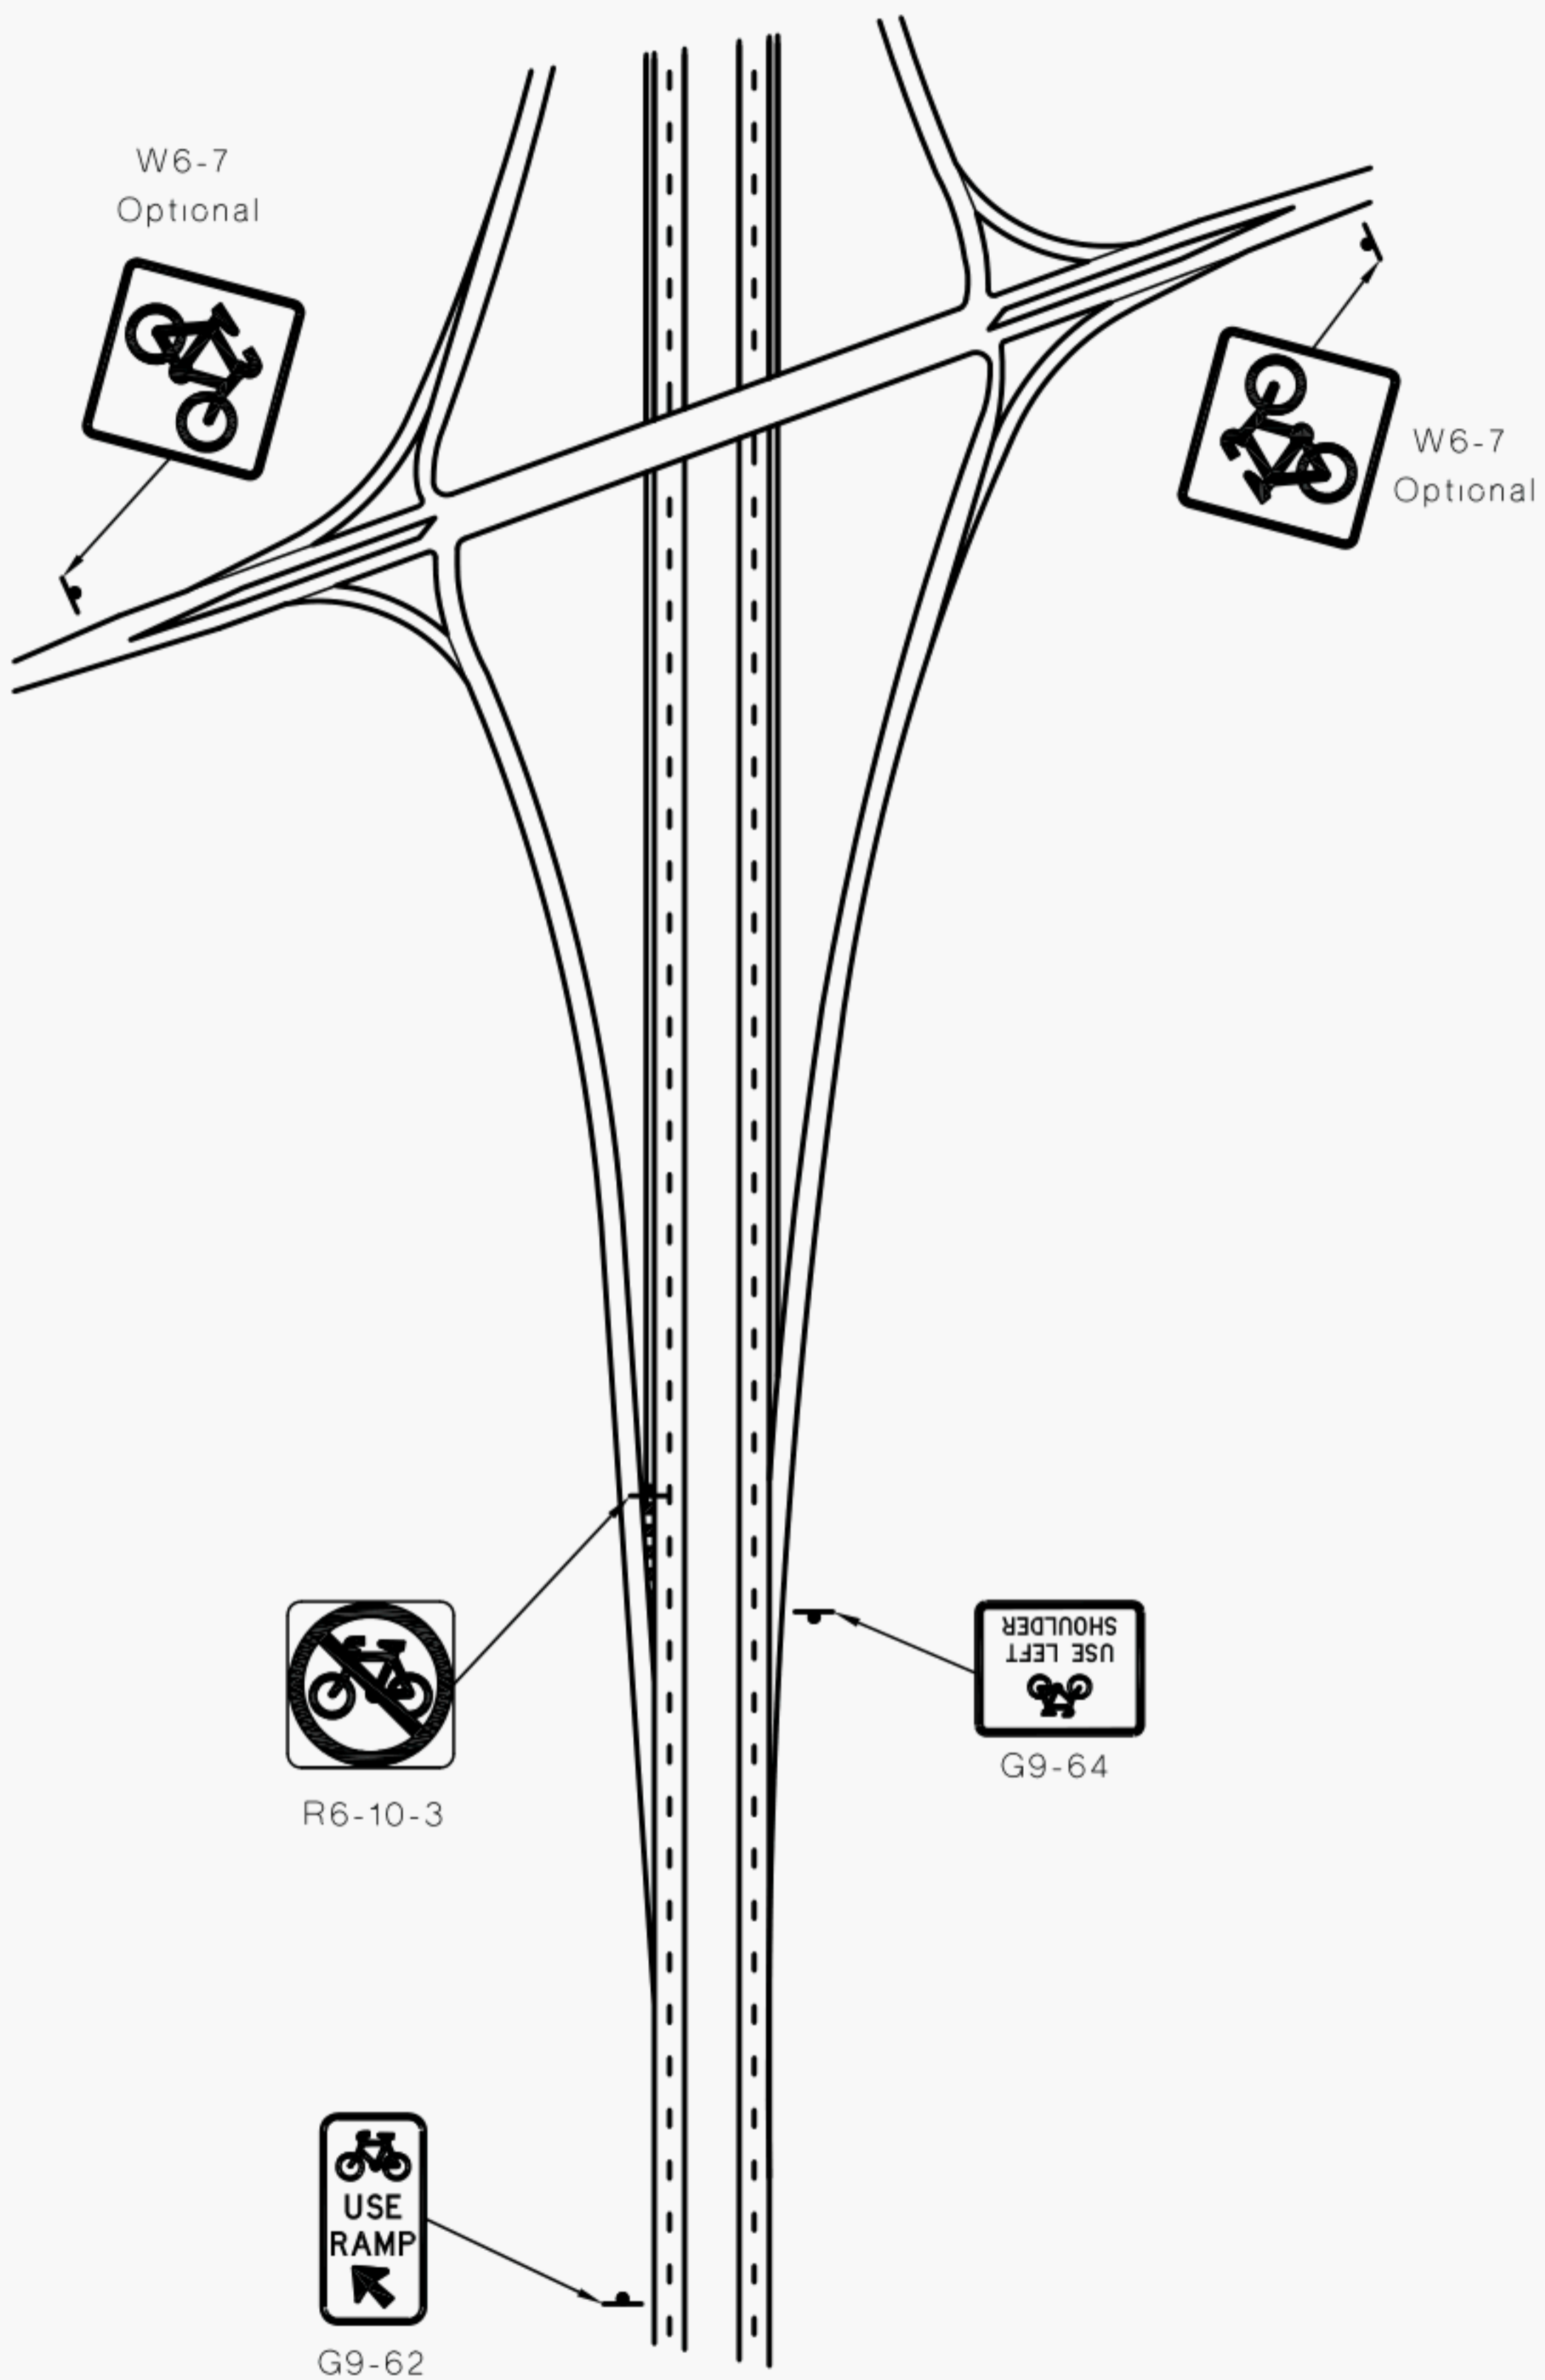 W6-7
Optional
W6-7
Optional
USE LEFT
SHOULDER
G9-64
R6-10-3
USE
RAMP
G9-62